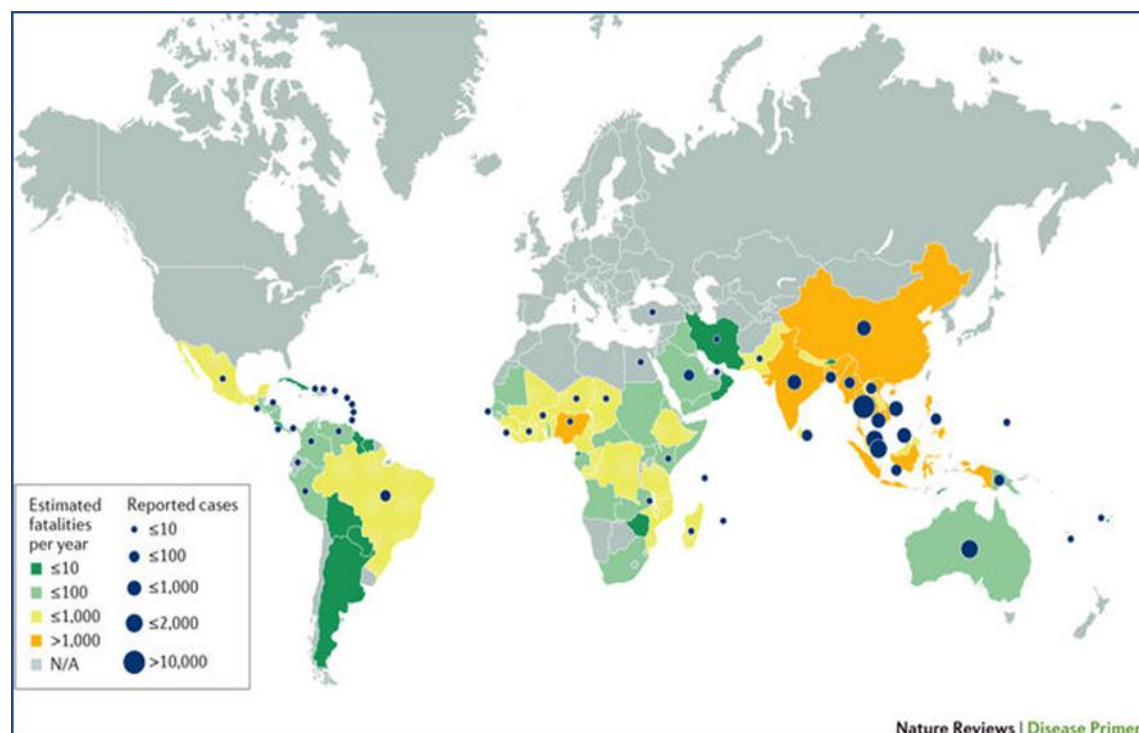 Estimated
fatalities
per year
≤10
≤100
≤1,000
>1,000
N/A
Reported cases
≤10
≤100
≤1,000
≤2,000
>10,000
Nature Reviews | Disease Primer